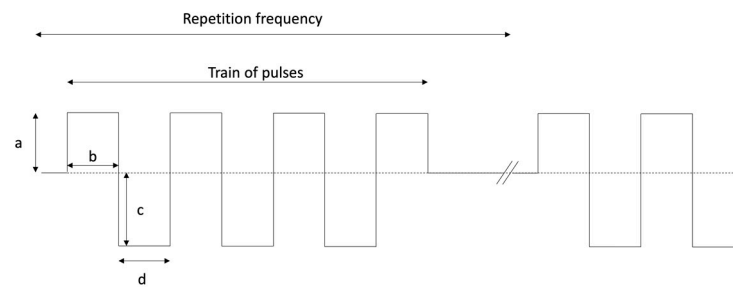 Repetition frequency
Train of pulses
a
b
c
d